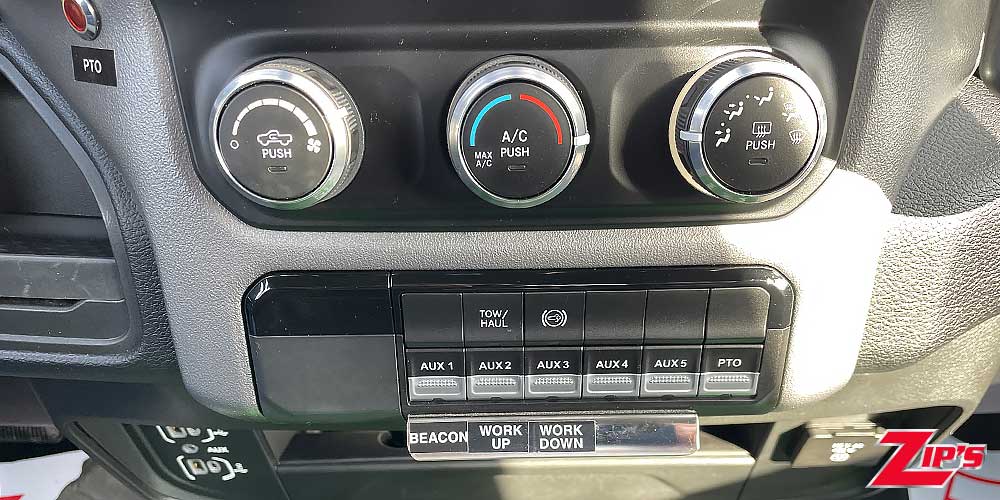 PTO
PUSH
A/C
PUSH
MAX
A/C
PUSH
TOW/
HAUL
AUX 1 AUX 2 AUX 3 AUX 4 AUX 5 PTO
BEACON WORK UP WORK DOWN
AUX
ZIP'S